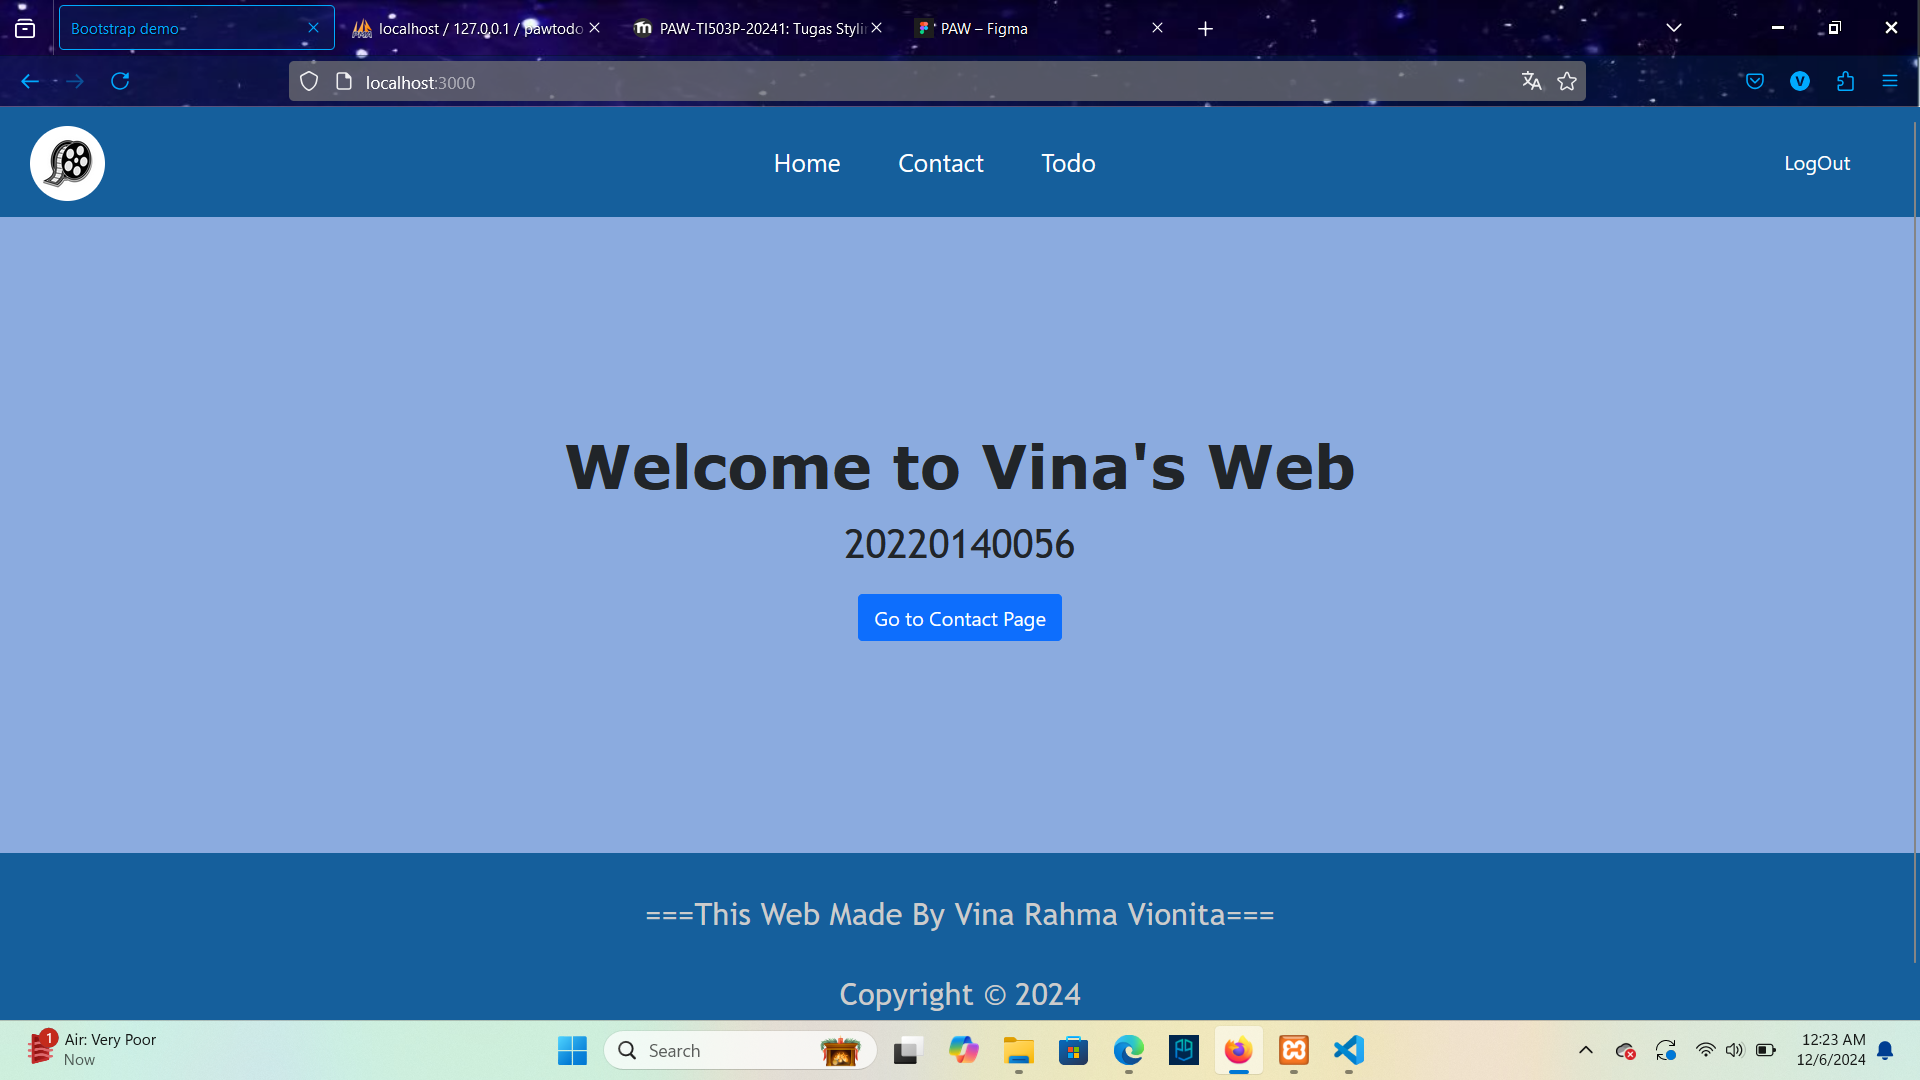 Bootstrap demo
localhost / 127.0.0.1 / pawtodo
PAW-TI503P-20241: Tugas Stylin
PAW – Figma
localhost:3000
V
Home
Contact
Todo
LogOut
Welcome to Vina's Web
20220140056
Go to Contact Page
===This Web Made By Vina Rahma Vionita===
Copyright © 2024
1
Air: Very Poor
Now
Search
12:23 AM
12/6/2024